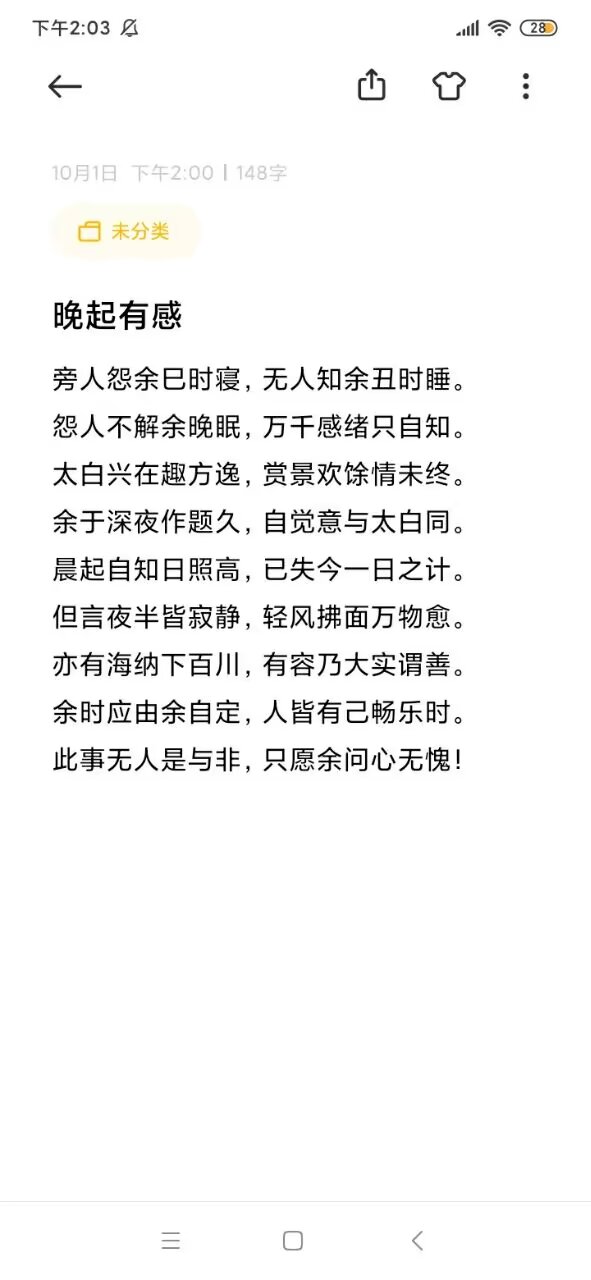 下午2:03
28
10月1日 下午2:00 | 148字
未分类
晚起有感
旁人怨余巳时寝，无人知余丑时睡。
怨人不解余晚眠，万千感绪只自知。
太白兴在趣方逸，赏景欢馀情未终。
余于深夜作题久，自觉意与太白同。
晨起自知日照高，已失今一日之计。
但言夜半皆寂静，轻风拂面万物愈。
亦有海纳下百川，有容乃大实谓善。
余时应由余自定，人皆有己畅乐时。
此事无人是与非，只愿余问心无愧！